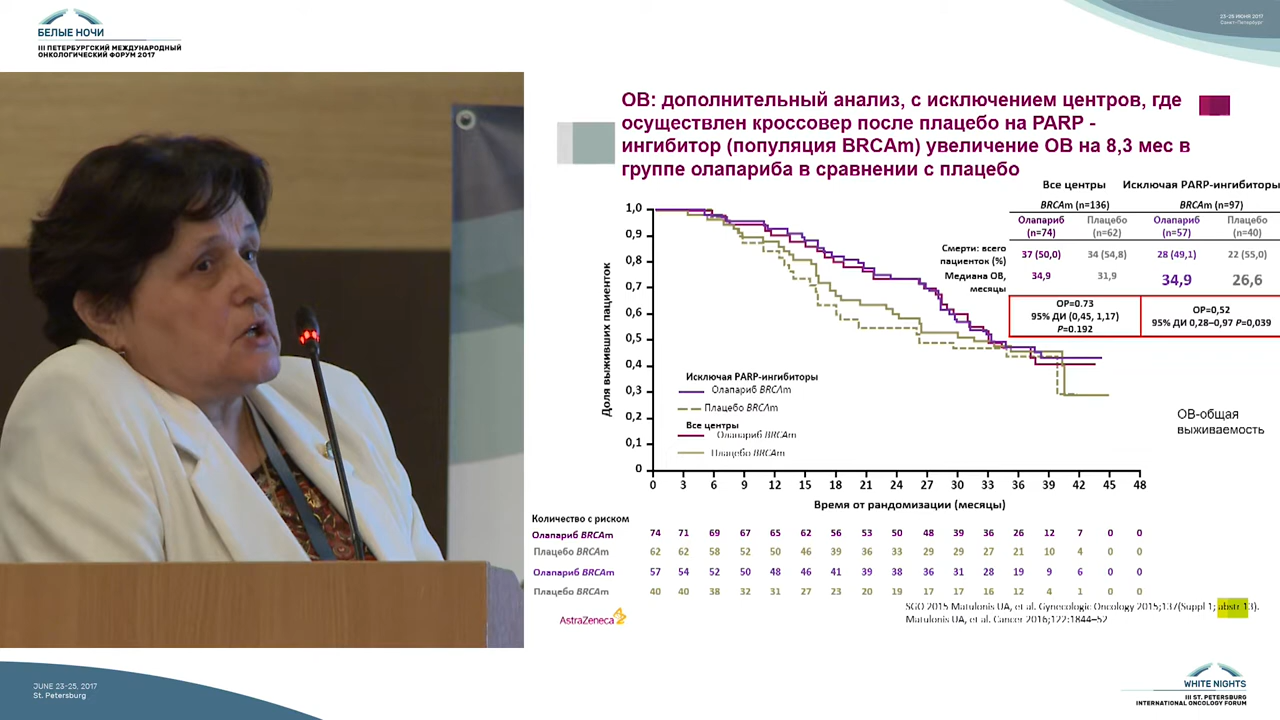 БЕЛЫЕ НОЧИ
III ПЕТЕРБУРГСКИЙ МЕЖДУНАРОДНЫЙ
ОНКОЛОГИЧЕСКИЙ ФОРУМ 2017
23-25 ИЮНЯ 2017
Санкт-Петербург
ОВ: дополнительный анализ, с исключением центров, где
осуществлен кроссовер после плацебо на PARP -
ингибитор (популяция BRCAm) увеличение ОВ на 8,3 мес в
группе олапариба в сравнении с плацебо
Все центры Исключая PARP-ингибиторы
BRCAm (n=136) BRCAm (n=97)
Олапариб Плацебо Олапариб Плацебо
(n=74) (n=62) (n=57) (n=40)
Смерти: всего
пациенток (%) 37 (50,0) 34 (54,8) 28 (49,1) 22 (55,0)
Медиана ОВ,
месяцы 34,9 31,9 34,9 26,6
ОР=0.73
95% ДИ (0,45, 1,17)
P=0.192
ОР=0,52
95% ДИ 0,28–0,97 P=0,039
Доля выживших пациенток
1,0
0,9
0,8
0,7
0,6
0,5
0,4
0,3
0,2
0,1
0
Исключая PARP-ингибиторы
Олапариб BRCAm
Плацебо BRCAm
Все центры
Олапариб BRCAm
Плацебо BRCAm
ОВ-общая
выживаемость
0 3 6 9 12 15 18 21 24 27 30 33 36 39 42 45 48
Время от рандомизации (месяцы)
Количество с риском
Олапариб BRCAm 74 71 69 67 65 62 56 53 50 48 39 36 26 12 7 0 0
Плацебо BRCAm 62 62 58 52 50 46 39 36 33 29 29 27 21 10 4 0 0
Олапариб BRCAm 57 54 52 50 48 46 41 39 38 36 31 28 19 9 6 0 0
Плацебо BRCAm 40 40 38 32 31 27 23 20 19 17 17 16 12 4 1 0 0
SGO 2015 Matulonis UA, et al. Gynecologic Oncology 2015;137(Suppl 1; abstr 13).
Matulonis UA, et al. Cancer 2016;122:1844–52
AstraZeneca
JUNE 23-25, 2017
St. Petersburg
WHITE NIGHTS
III ST. PETERSBURG
INTERNATIONAL ONCOLOGY FORUM